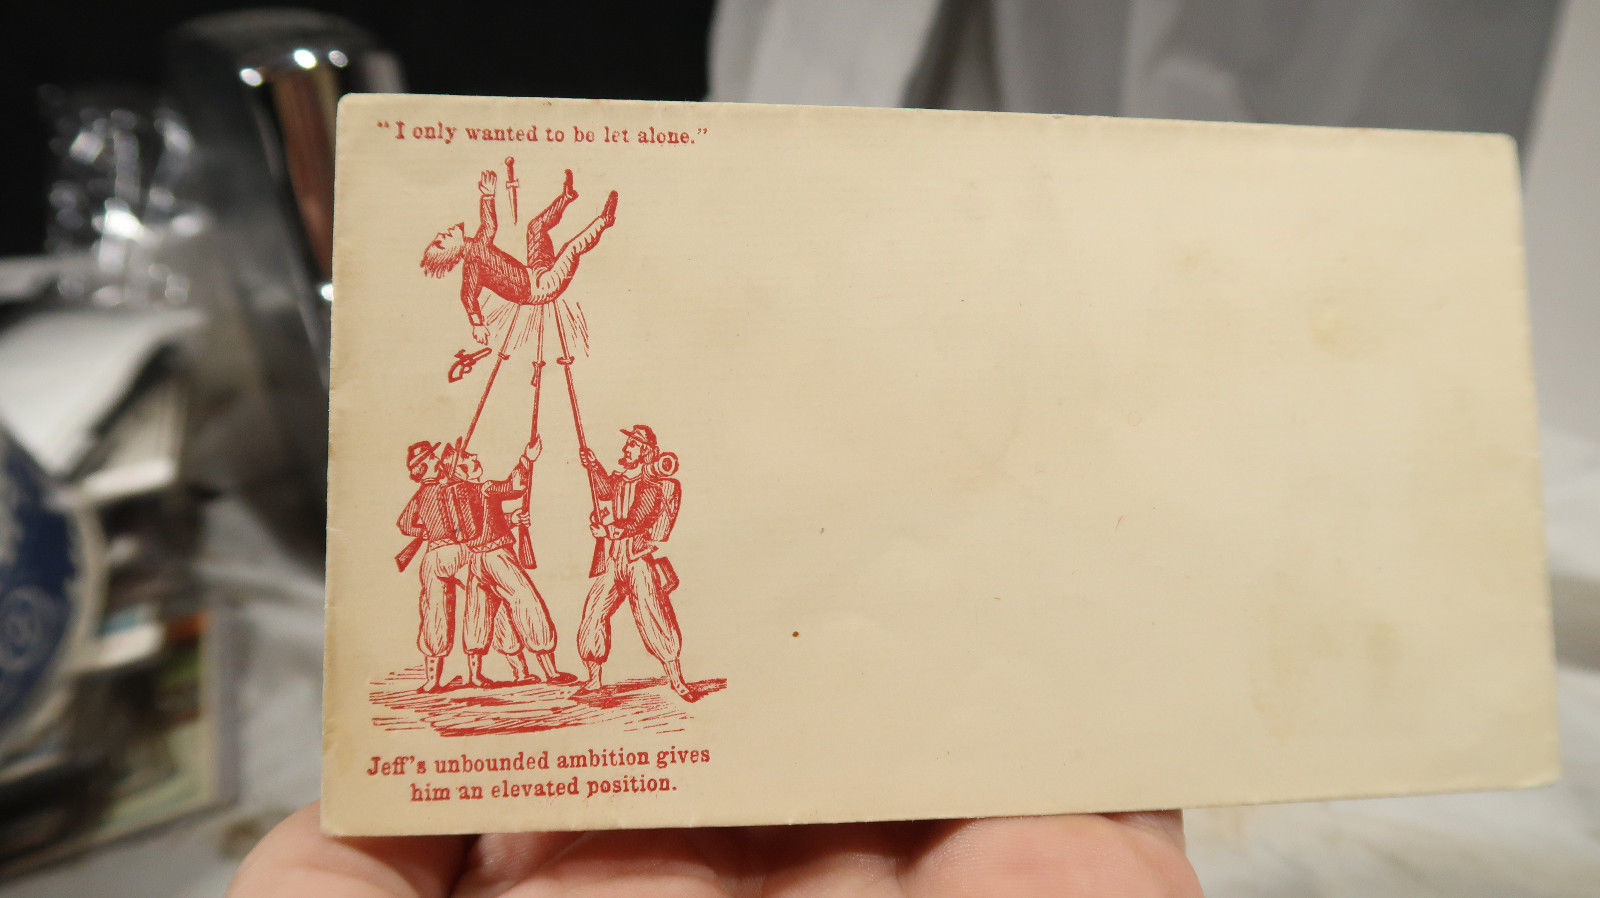 “I only wanted to be let alone.”
Jeff’s unbounded ambition gives
him an elevated position.